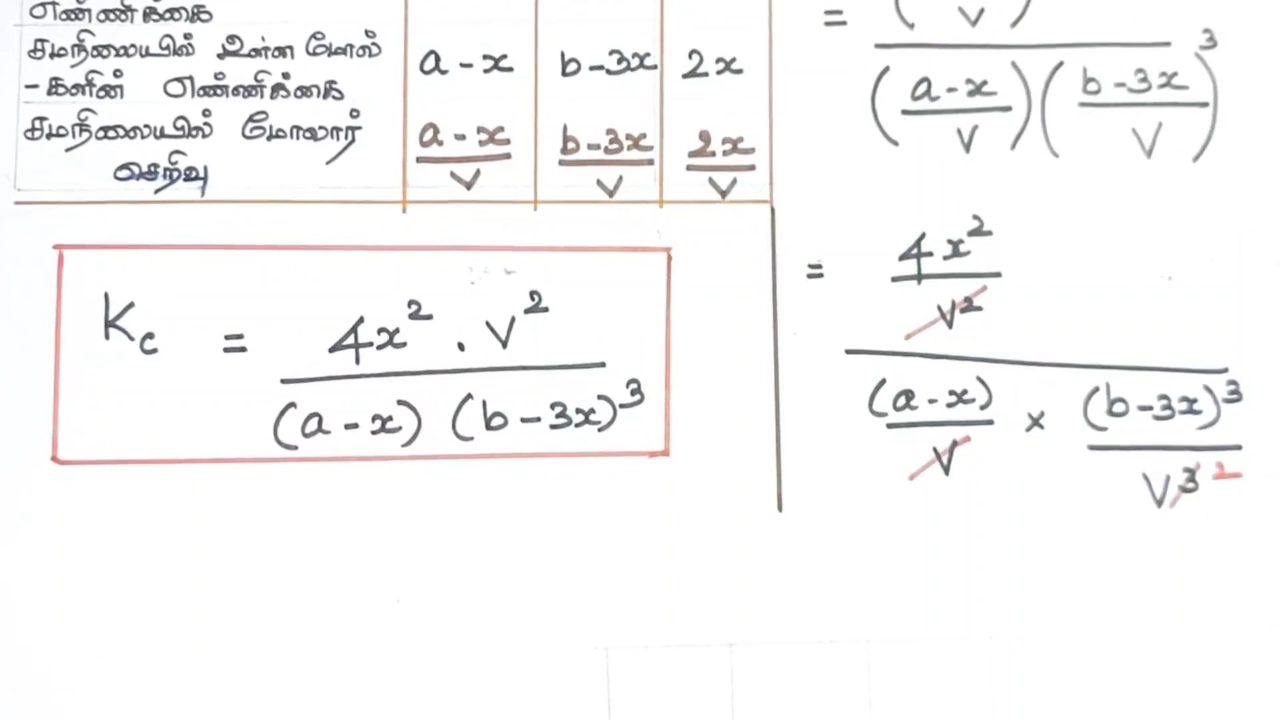 எண்ணிக்கை
சமநிலையில் உள்ள மோல் a - x b - 3x 2x
- களின் எண்ணிக்கை
சமநிலையில் மோலார் a - x b - 3x 2x
செறிவு V V V
Kc = 4x² . V²
(a - x) (b - 3x)³
= ( V )
(a - x / V) (b - 3x / V)³
= 4x²
V²
(a - x) × (b - 3x)³
V V3 2